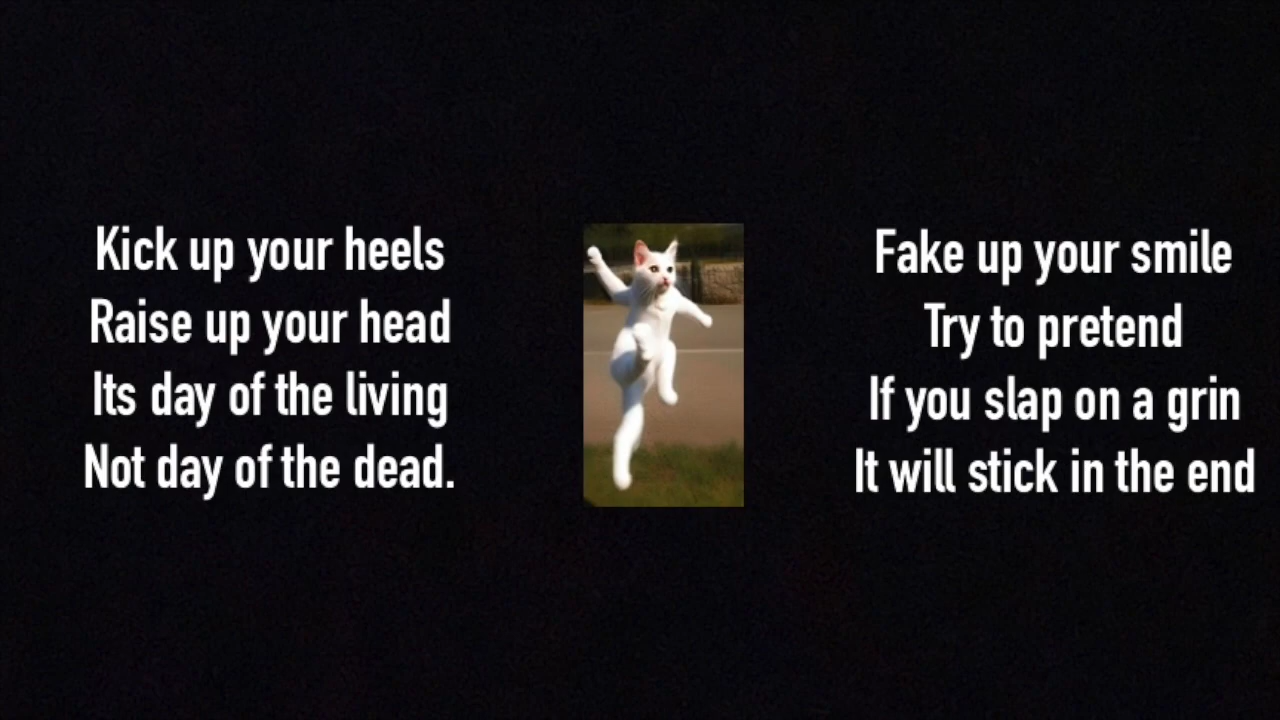 Kick up your heels
Raise up your head
Its day of the living
Not day of the dead.
Fake up your smile
Try to pretend
If you slap on a grin
It will stick in the end